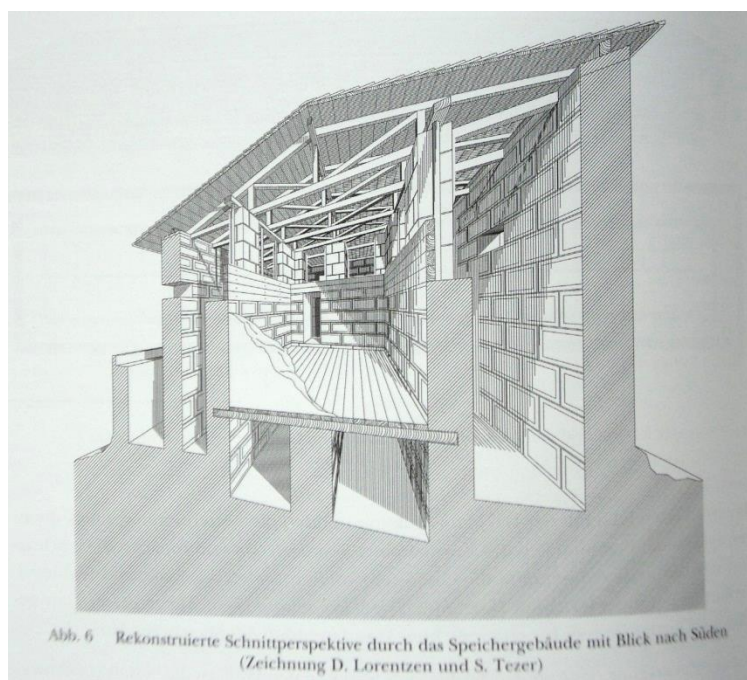 Abb. 6 Rekonstruierte Schnittperspektive durch das Speichergebäude mit Blick nach Süden
(Zeichnung D. Lorentzen und S. Tezer)